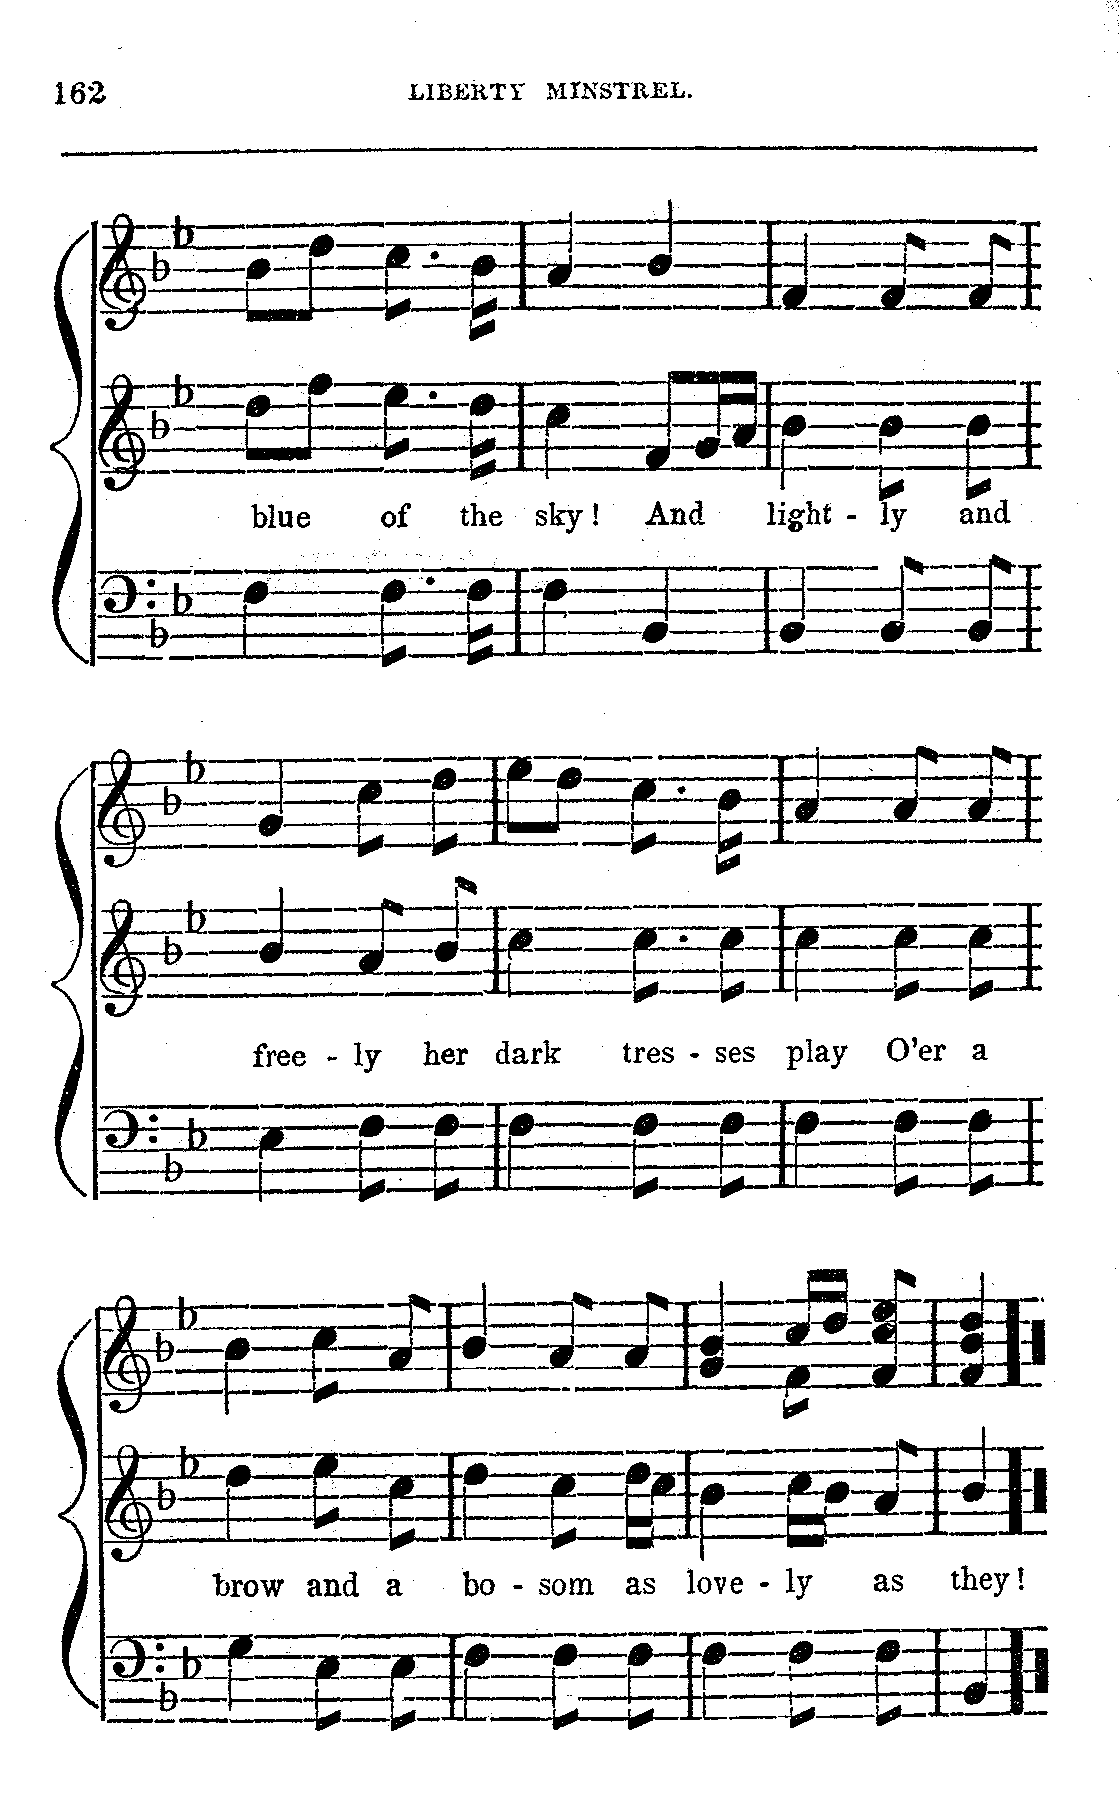 162 LIBERTY MINSTREL.
blue of the sky! And light - ly and
free - ly her dark tres - ses play O'er a
brow and a bo - som as love - ly as they!